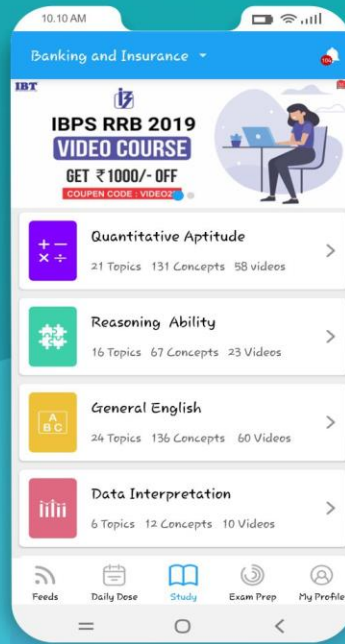 10.10 AM
Banking and Insurance
104
IBT
IBPS RRB 2019
VIDEO COURSE
GET ₹1000/- OFF
COUPEN CODE : VIDEO2
Quantitative Aptitude
21 Topics 131 Concepts 58 videos
Reasoning Ability
16 Topics 67 Concepts 23 Videos
A
B C
General English
24 Topics 136 Concepts 60 Videos
Data Interpretation
6 Topics 12 Concepts 10 Videos
Feeds Daily Dose Study Exam Prep My Profile